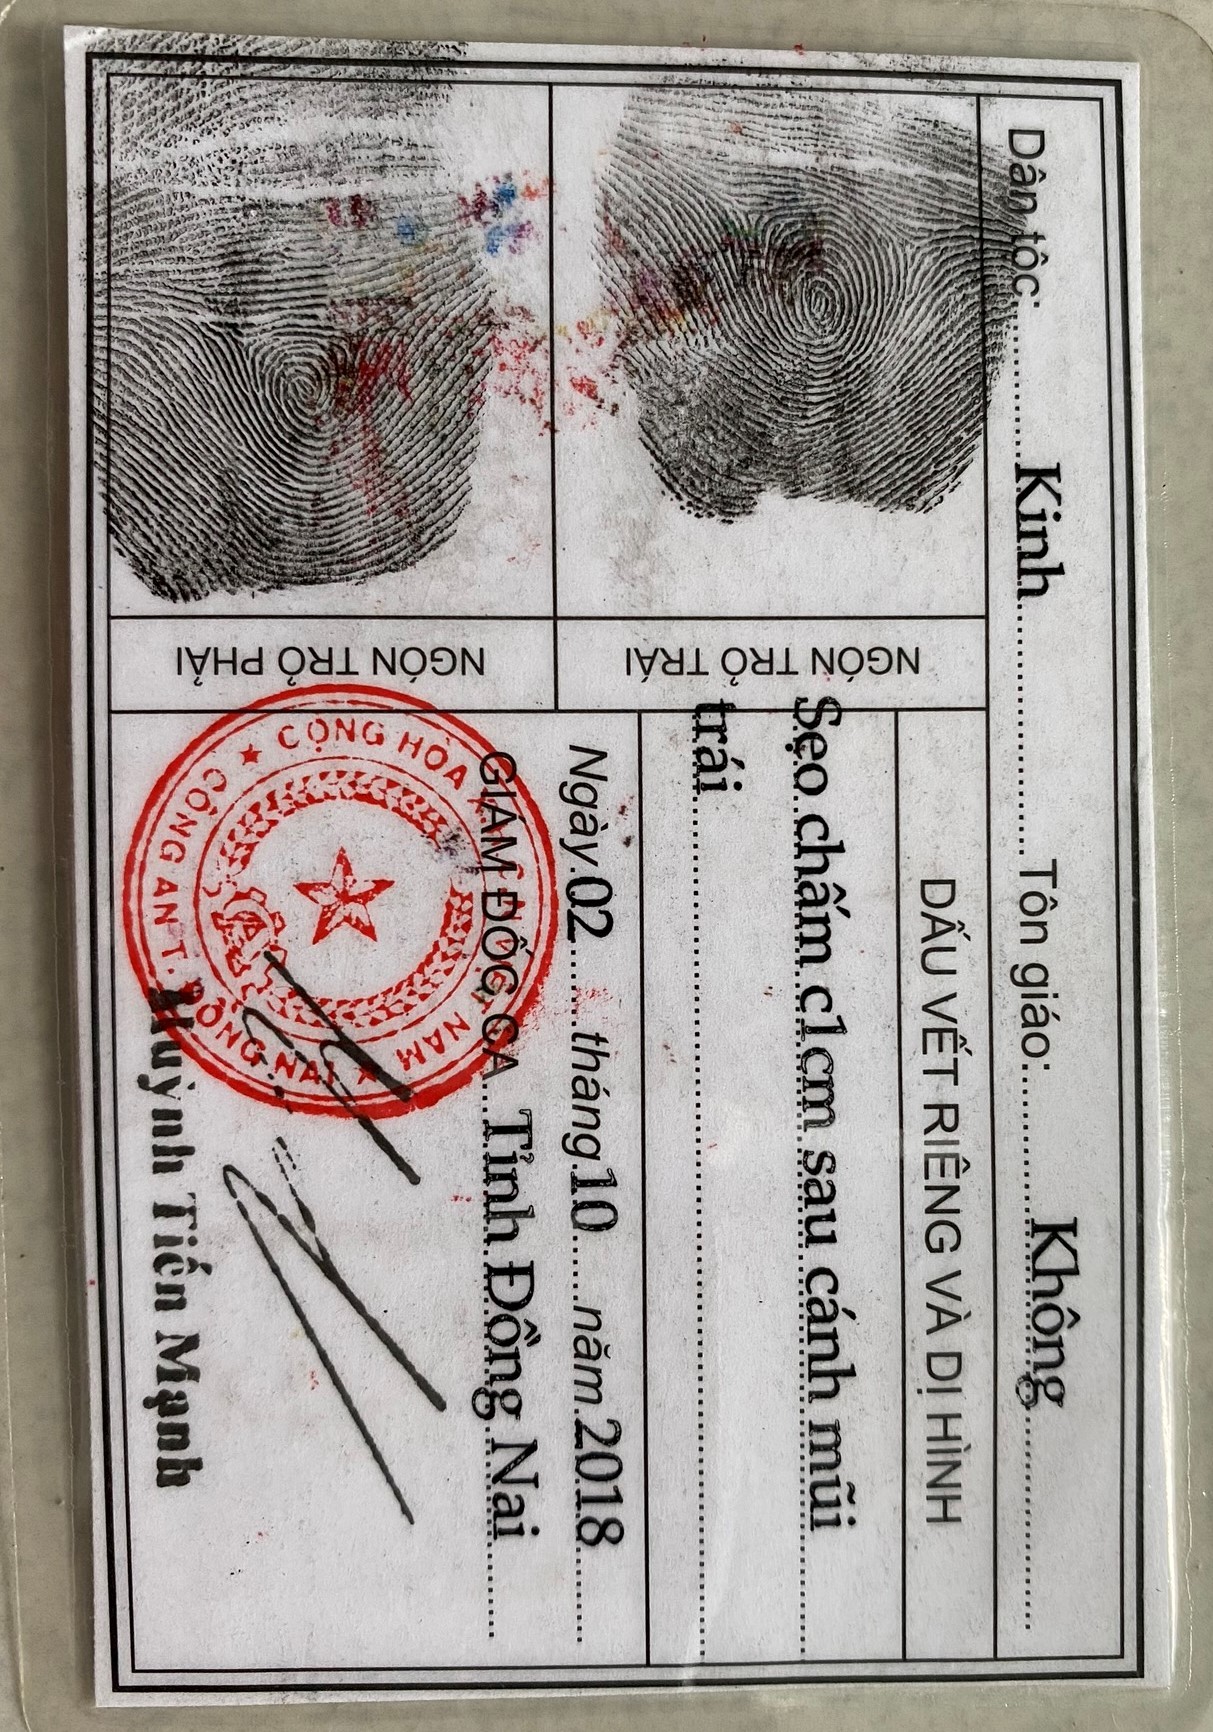 Dân tộc: Kinh Tôn giáo: Không
NGÓN TRỎ TRÁI
NGÓN TRỎ PHẢI
DẤU VẾT RIÊNG VÀ DỊ HÌNH
Sẹo chấm c1cm sau cánh mũi
trái
Ngày 02 tháng 10 năm 2018
GIÁM ĐỐC CA Tỉnh Đồng Nai
CỘNG HÒA NAM
CÔNG AN T. ĐỒNG NAI
Huỳnh Tiến Mạnh